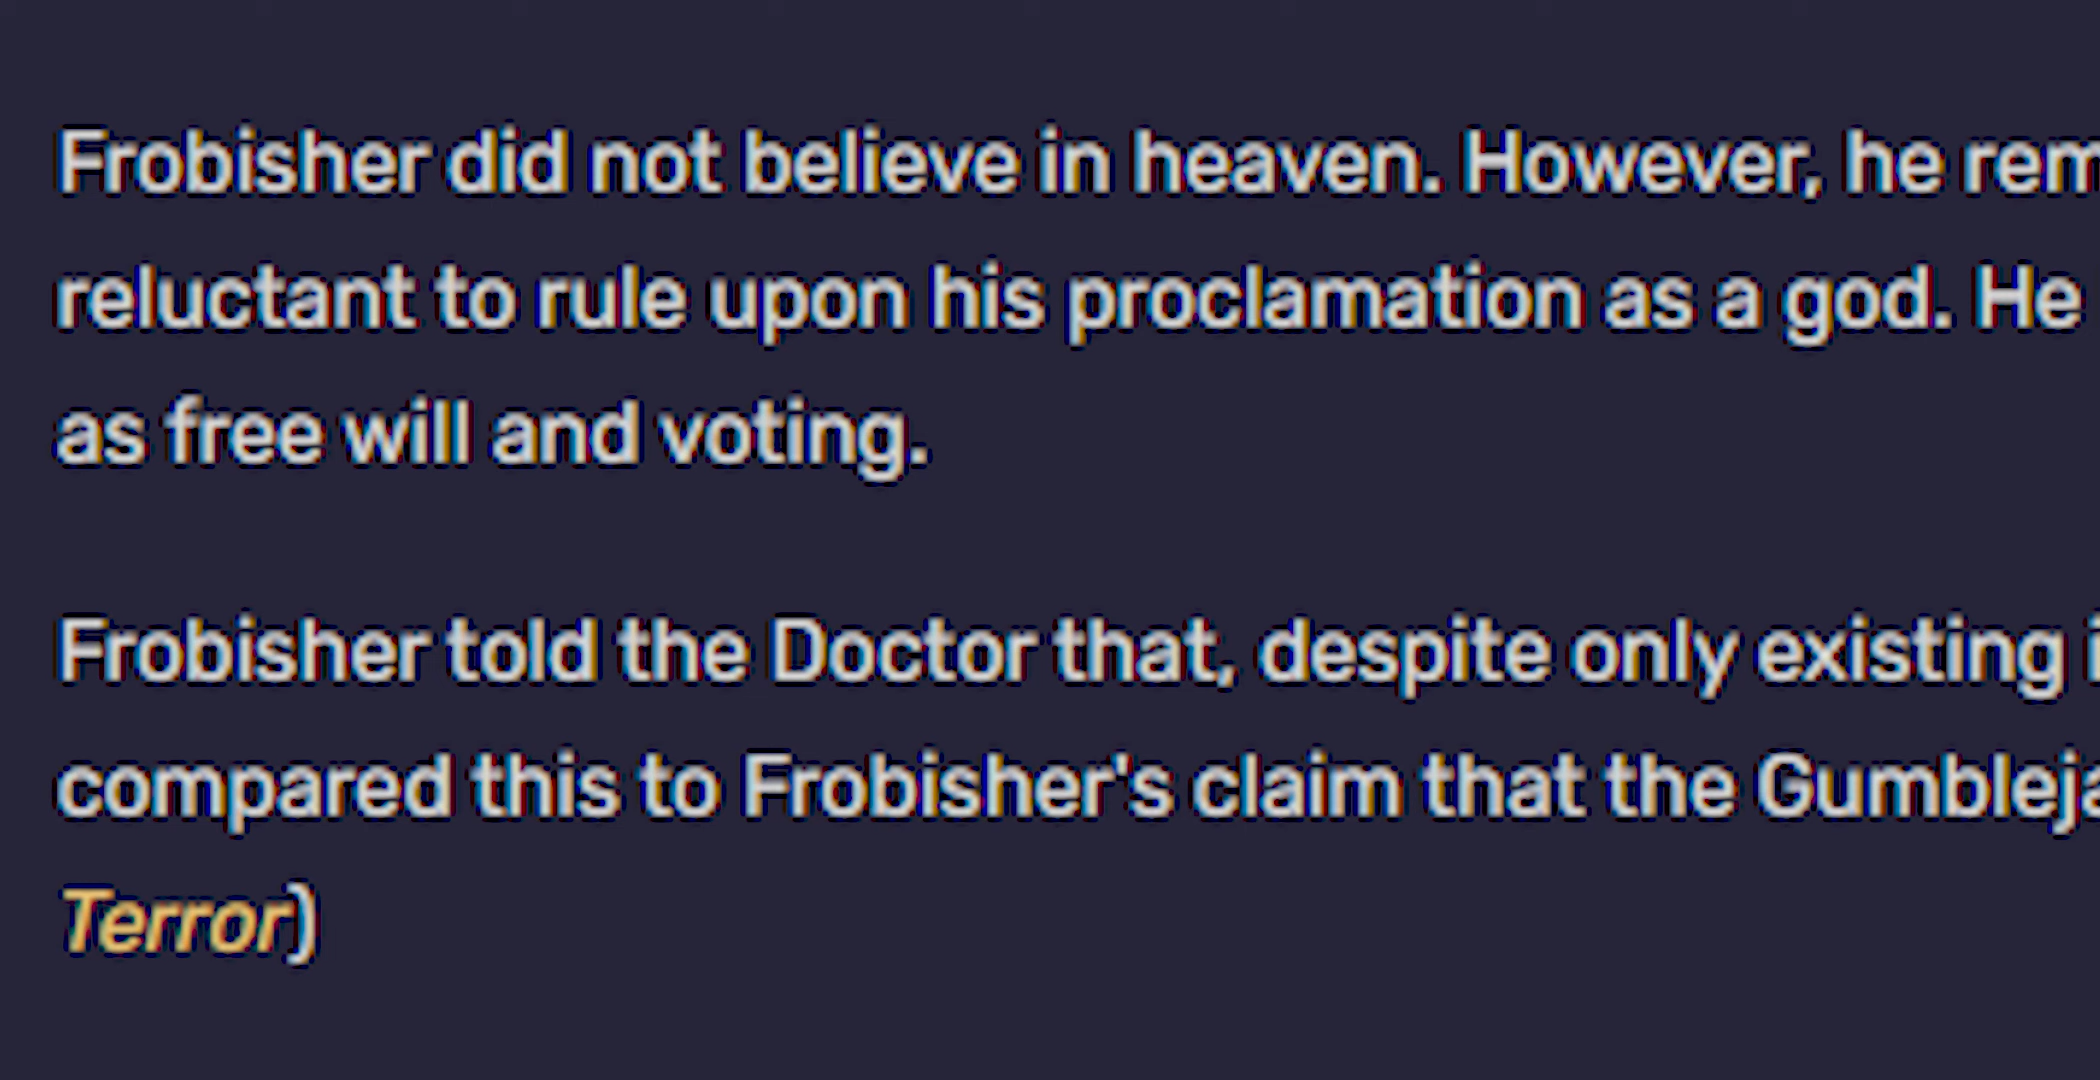 Frobisher did not believe in heaven. However, he rem
reluctant to rule upon his proclamation as a god. He
as free will and voting.
Frobisher told the Doctor that, despite only existing i
compared this to Frobisher's claim that the Gumbleja
Terror)